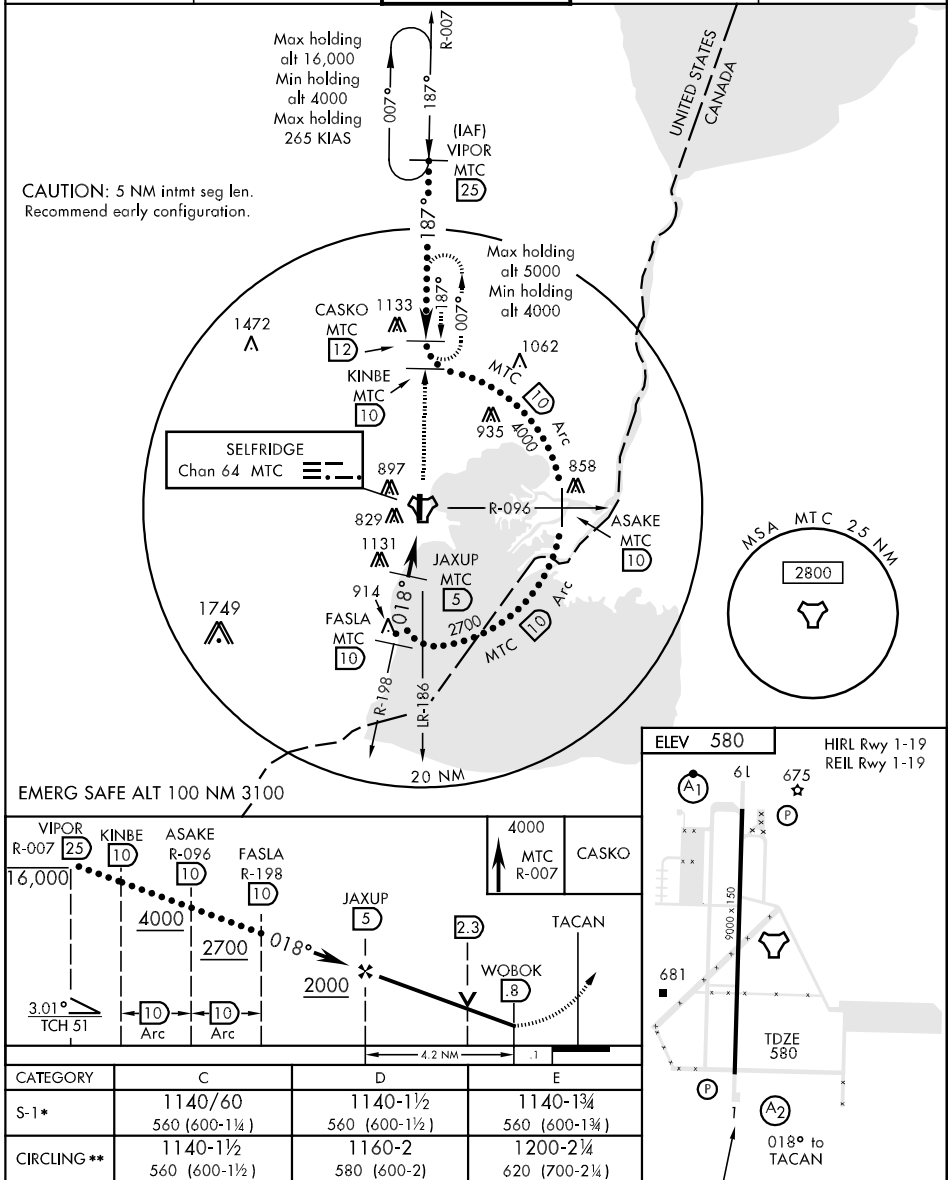 Max holding
alt 16,000
Min holding
alt 4000
Max holding
265 KIAS
007°
187°
R-007
(IAF)
VIPOR
MTC
25
UNITED STATES
CANADA
CAUTION: 5 NM intmt seg len.
Recommend early configuration.
187°
Max holding
alt 5000
Min holding
alt 4000
187°
007°
1472
CASKO
MTC
12
1133
KINBE
MTC
10
1062
MTC 10 Arc
4000
935
SELFRIDGE
Chan 64 MTC
897
829
858
R-096
ASAKE
MTC
10
1131
JAXUP
MTC
5
914
018°
FASLA
MTC
10
2700
MTC 10 Arc
1749
R-198
LR-186
20 NM
MSA MTC 25 NM
2800
EMERG SAFE ALT 100 NM 3100
VIPOR
R-007 25
16,000
KINBE
10
ASAKE
R-096
10
FASLA
R-198
10
4000
2700
018°
JAXUP
5
2000
2.3
WOBOK
.8
TACAN
4000
MTC
R-007
CASKO
3.01°
TCH 51
10
Arc
10
Arc
4.2 NM
.1
CATEGORY C D E
S-1* 1140/60 1140-1½ 1140-1¾
560 (600-1¼) 560 (600-1½) 560 (600-1¾)
CIRCLING ** 1140-1½ 1160-2 1200-2¼
560 (600-1½) 580 (600-2) 620 (700-2¼)
ELEV 580
HIRL Rwy 1-19
REIL Rwy 1-19
A1
19
675
P
9000 x 150
681
TDZE
580
P
1
A2
018° to
TACAN